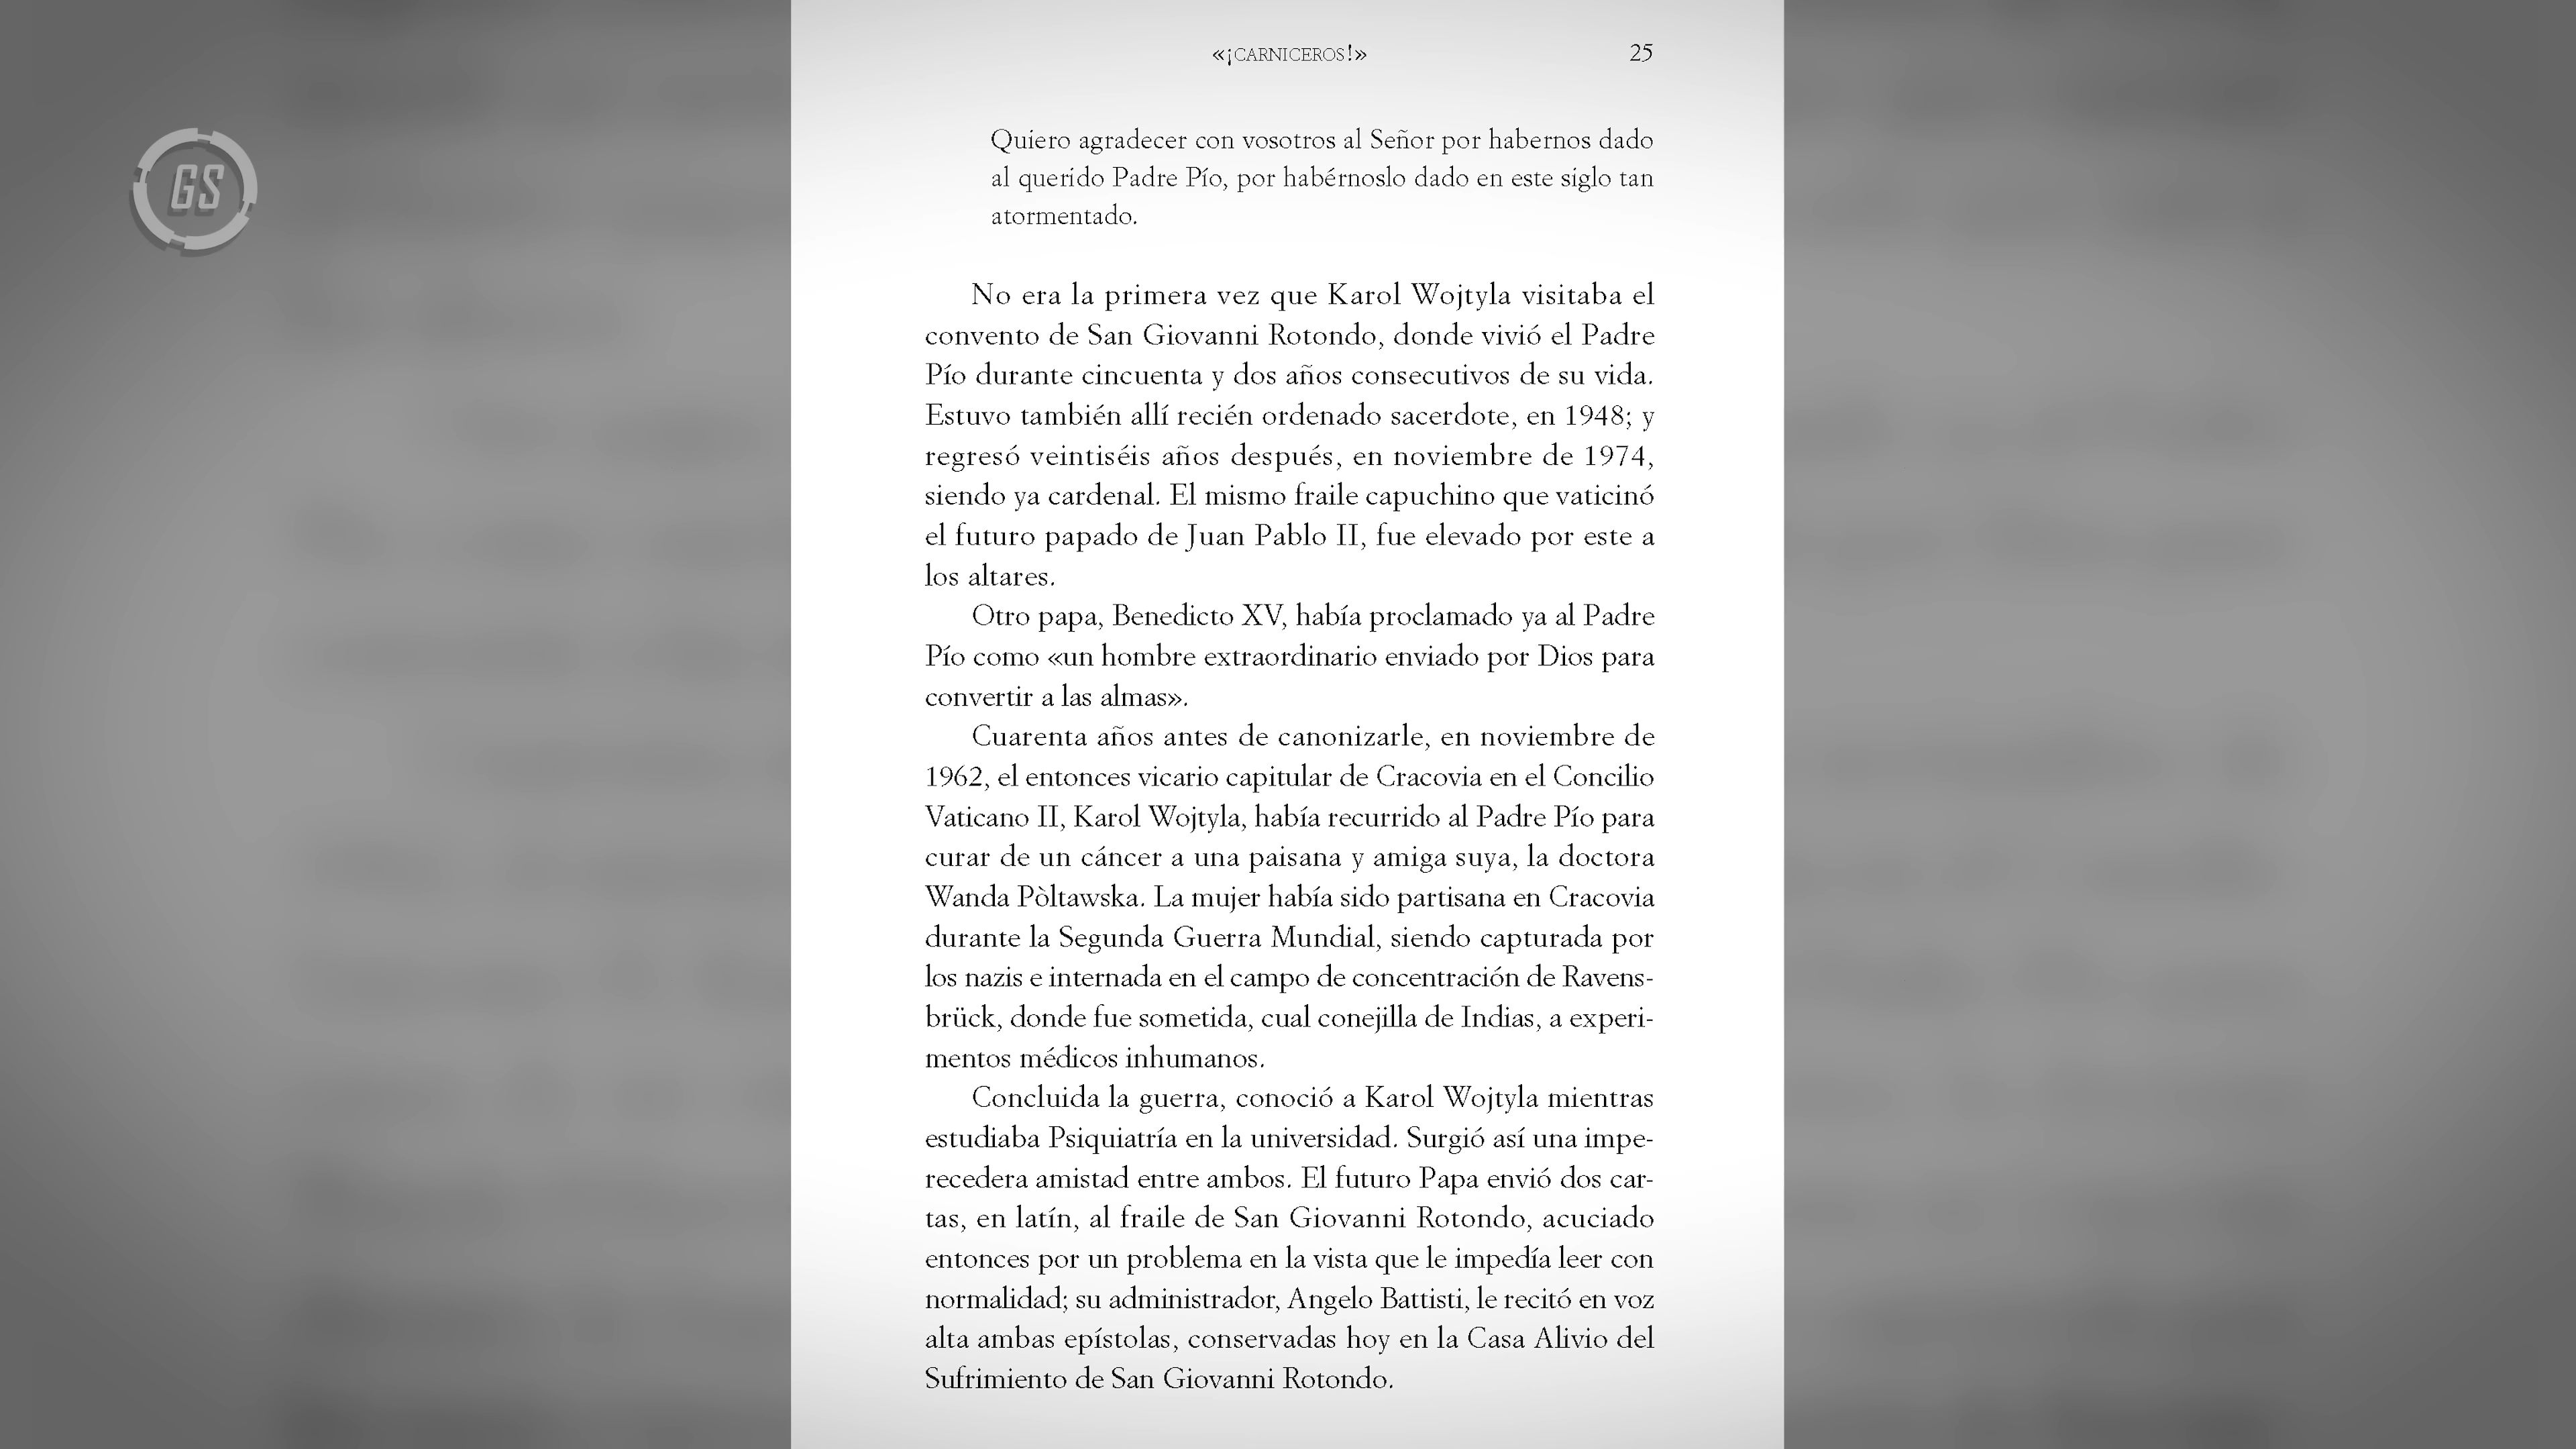 «¡CARNICEROS!» 25
GS
Quiero agradecer con vosotros al Señor por habernos dado
al querido Padre Pío, por habérnoslo dado en este siglo tan
atormentado.
No era la primera vez que Karol Wojtyla visitaba el
convento de San Giovanni Rotondo, donde vivió el Padre
Pío durante cincuenta y dos años consecutivos de su vida.
Estuvo también allí recién ordenado sacerdote, en 1948; y
regresó veintiséis años después, en noviembre de 1974,
siendo ya cardenal. El mismo fraile capuchino que vaticinó
el futuro papado de Juan Pablo II, fue elevado por este a
los altares.
Otro papa, Benedicto XV, había proclamado ya al Padre
Pío como «un hombre extraordinario enviado por Dios para
convertir a las almas».
Cuarenta años antes de canonizarle, en noviembre de
1962, el entonces vicario capitular de Cracovia en el Concilio
Vaticano II, Karol Wojtyla, había recurrido al Padre Pío para
curar de un cáncer a una paisana y amiga suya, la doctora
Wanda Pòltawska. La mujer había sido partisana en Cracovia
durante la Segunda Guerra Mundial, siendo capturada por
los nazis e internada en el campo de concentración de Ravens-
brück, donde fue sometida, cual conejilla de Indias, a experi-
mentos médicos inhumanos.
Concluida la guerra, conoció a Karol Wojtyla mientras
estudiaba Psiquiatría en la universidad. Surgió así una impe-
recedera amistad entre ambos. El futuro Papa envió dos car-
tas, en latín, al fraile de San Giovanni Rotondo, acuciado
entonces por un problema en la vista que le impedía leer con
normalidad; su administrador, Angelo Battisti, le recitó en voz
alta ambas epístolas, conservadas hoy en la Casa Alivio del
Sufrimiento de San Giovanni Rotondo.